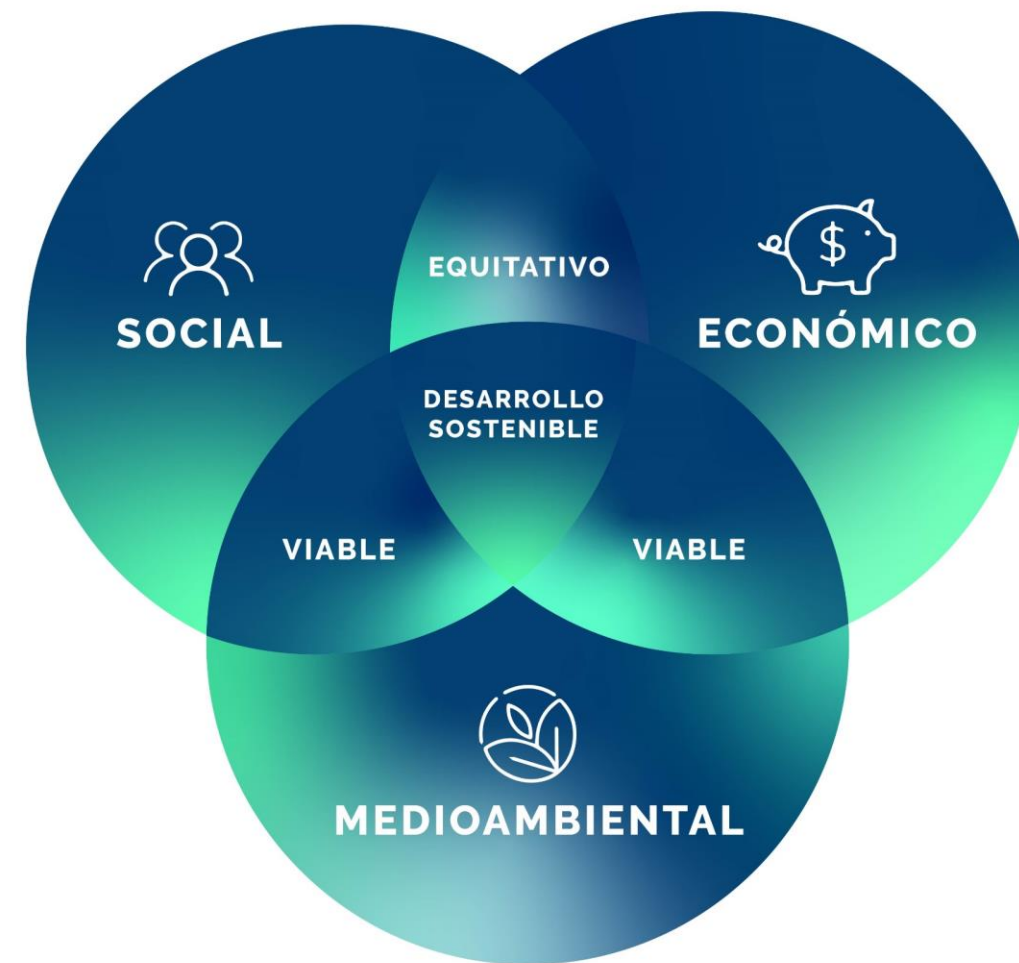 EQUITATIVO
SOCIAL
$
ECONÓMICO
DESARROLLO
SOSTENIBLE
VIABLE
VIABLE
MEDIOAMBIENTAL